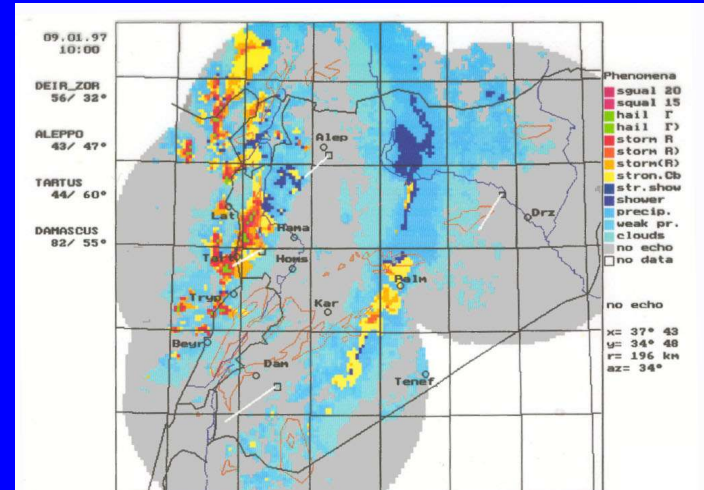 09.01.97
10:00
DEIR_ZOR
56/ 32°
ALEPPO
43/ 47°
TARTUS
44/ 60°
DAMASCUS
82/ 55°
Alep
Lat
Hama
Homs
Tryp
Kar
Palm
Drz
Beyr
Dam
Tenef
Phenomena
sgual 20
squal 15
hail Г
hail Г)
storm R
storm R)
storm(R)
stron.Cb
str.show
shower
precip.
weak pr.
clouds
no echo
no data
no echo
x= 37° 43
y= 34° 48
r= 196 km
az= 34°